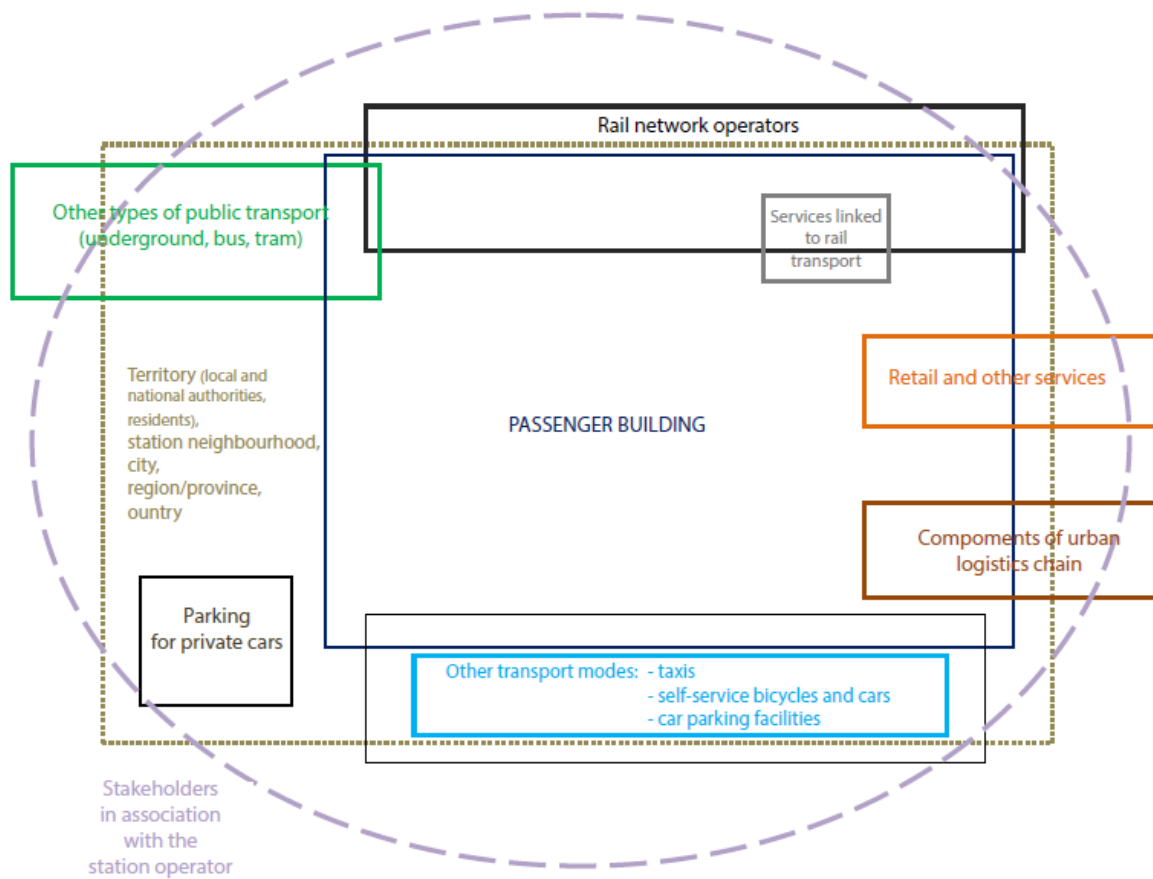 Rail network operators
Other types of public transport
(underground, bus, tram)
Services linked
to rail
transport
Territory (local and
national authorities,
residents),
station neighbourhood,
city,
region/province,
ountry
Retail and other services
PASSENGER BUILDING
Compoments of urban
logistics chain
Parking
for private cars
Other transport modes: - taxis
- self-service bicycles and cars
- car parking facilities
Stakeholders
in association
with the
station operator